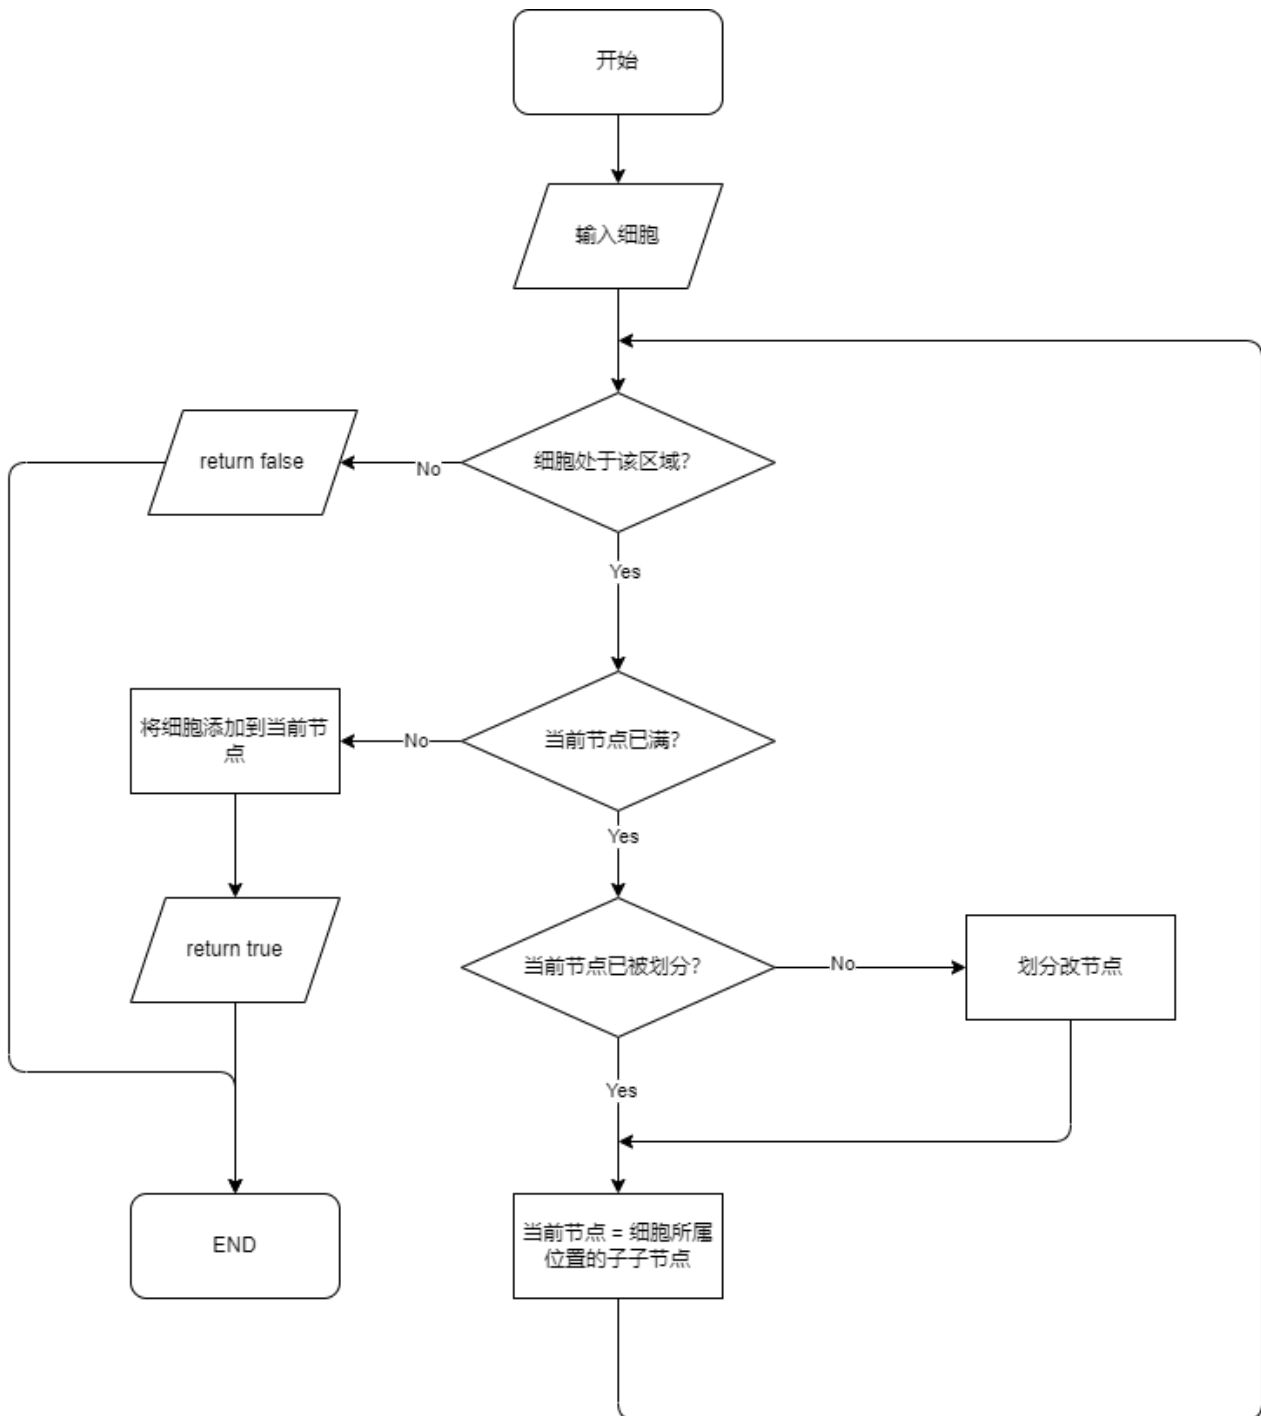 开始
输入细胞
细胞处于该区域？
No
return false
Yes
当前节点已满？
No
将细胞添加到当前节
点
Yes
return true
当前节点已被划分？
No
划分改节点
Yes
END
当前节点 = 细胞所属
位置的子子节点